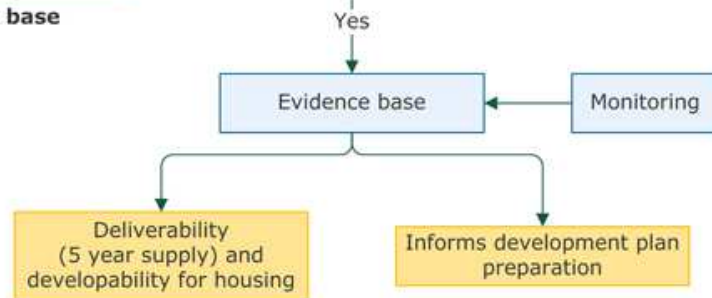 base
Yes
Evidence base
Monitoring
Deliverability
(5 year supply) and
developability for housing
Informs development plan
preparation